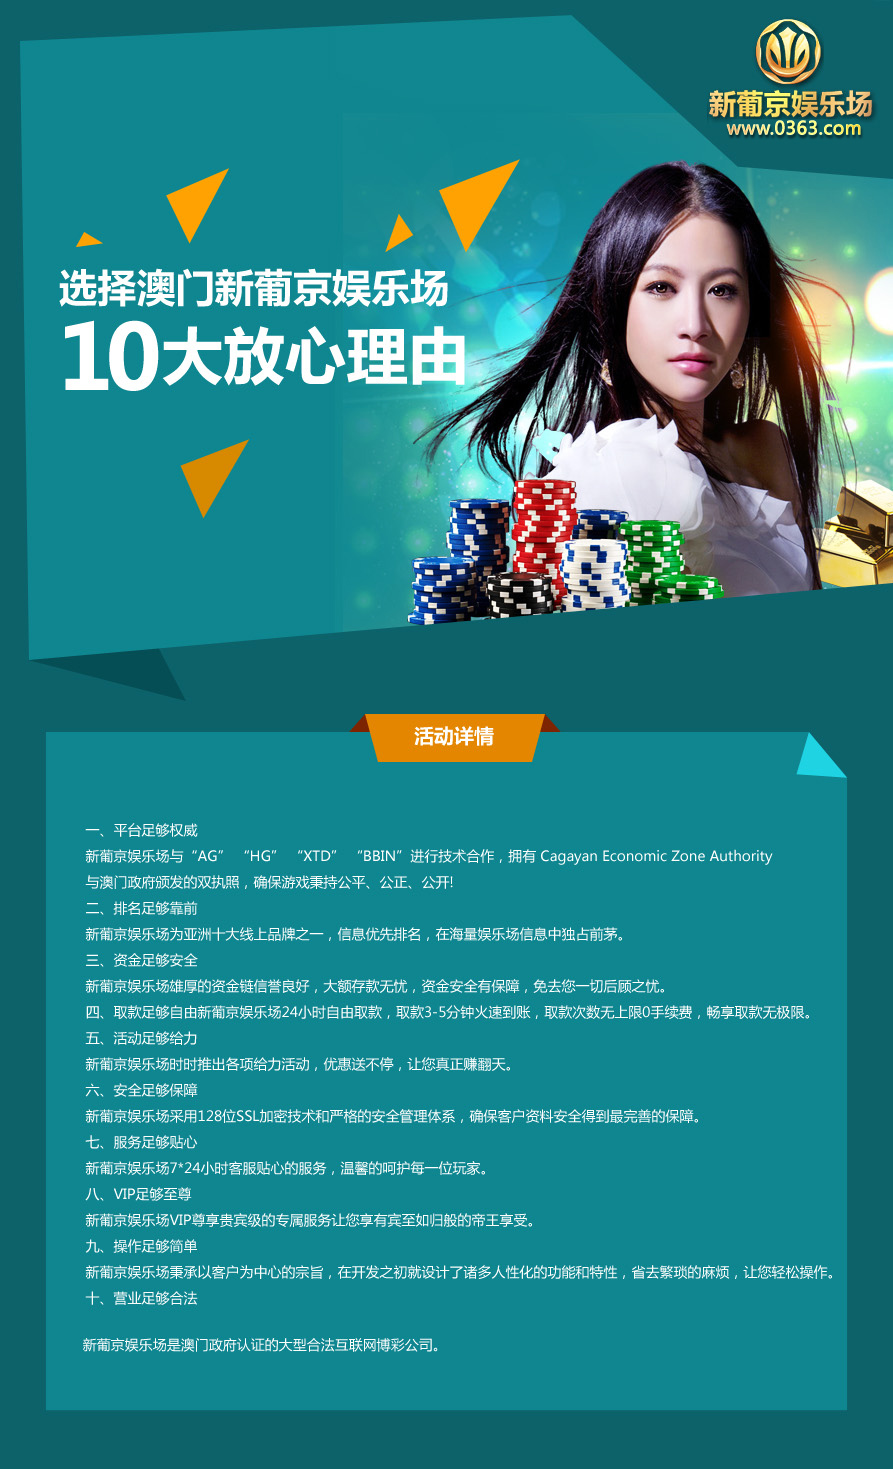 新葡京娱乐场
www.0363.com
选择澳门新葡京娱乐场
10大放心理由
活动详情
一、平台足够权威
新葡京娱乐场与“AG” “HG” “XTD” “BBIN”进行技术合作，拥有 Cagayan Economic Zone Authority
与澳门政府颁发的双执照，确保游戏秉持公平、公正、公开!
二、排名足够靠前
新葡京娱乐场为亚洲十大线上品牌之一，信息优先排名，在海量娱乐场信息中独占前茅。
三、资金足够安全
新葡京娱乐场雄厚的资金链信誉良好，大额存款无忧，资金安全有保障，免去您一切后顾之忧。
四、取款足够自由新葡京娱乐场24小时自由取款，取款3-5分钟火速到账，取款次数无上限0手续费，畅享取款无极限。
五、活动足够给力
新葡京娱乐场时时推出各项给力活动，优惠送不停，让您真正赚翻天。
六、安全足够保障
新葡京娱乐场采用128位SSL加密技术和严格的安全管理体系，确保客户资料安全得到最完善的保障。
七、服务足够贴心
新葡京娱乐场7*24小时客服贴心的服务，温馨的呵护每一位玩家。
八、VIP足够至尊
新葡京娱乐场VIP尊享贵宾级的专属服务让您享有宾至如归般的帝王享受。
九、操作足够简单
新葡京娱乐场秉承以客户为中心的宗旨，在开发之初就设计了诸多人性化的功能和特性，省去繁琐的麻烦，让您轻松操作。
十、营业足够合法
新葡京娱乐场是澳门政府认证的大型合法互联网博彩公司。